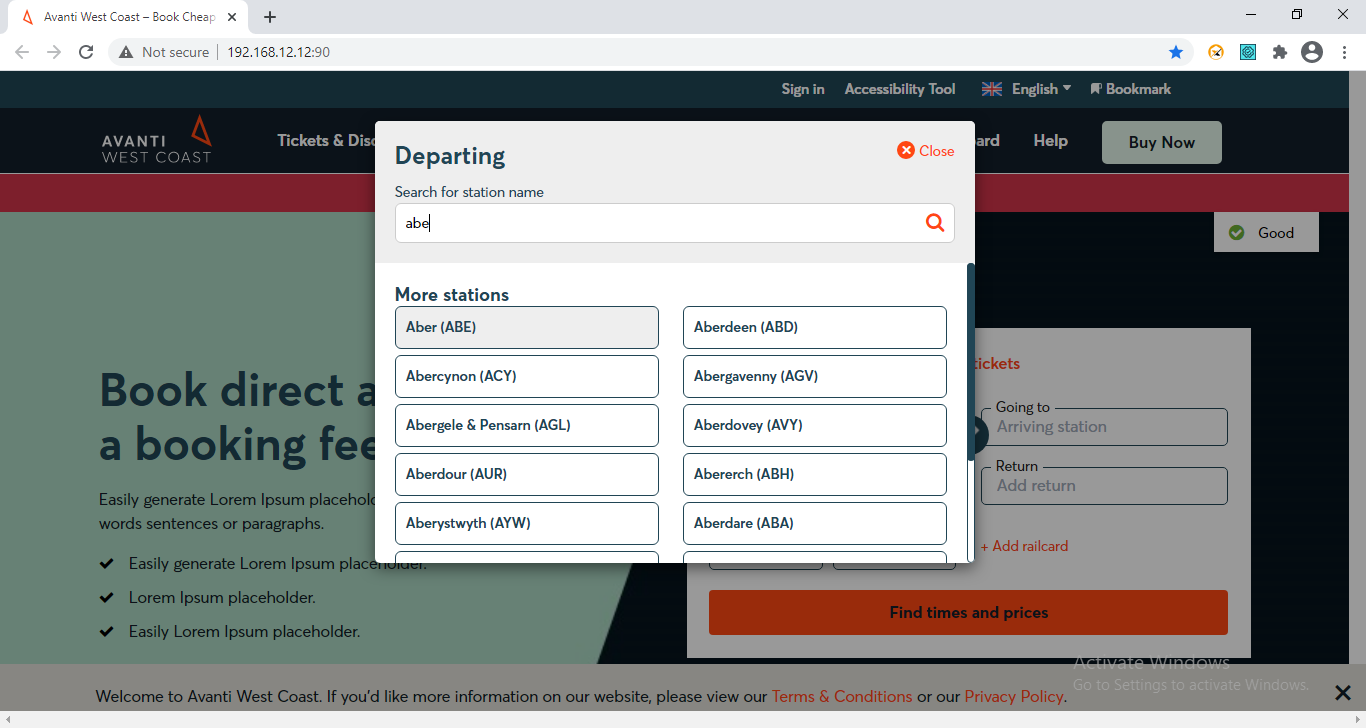 Avanti West Coast – Book Cheap
Not secure
192.168.12.12:90
Sign in
Accessibility Tool
English
Bookmark
AVANTI
WEST COAST
Tickets & Disc
ard
Help
Buy Now
Departing
Close
Search for station name
abe
Good
More stations
Aber (ABE)
Aberdeen (ABD)
Abercynon (ACY)
Abergavenny (AGV)
Abergele & Pensarn (AGL)
Aberdovey (AVY)
Aberdour (AUR)
Abererch (ABH)
Aberystwyth (AYW)
Aberdare (ABA)
Book direct a
a booking fee
Easily generate Lorem Ipsum placehold
words sentences or paragraphs.
Easily generate Lorem Ipsum placeholder.
Lorem Ipsum placeholder.
Easily Lorem Ipsum placeholder.
tickets
Going to
Arriving station
Return
Add return
+ Add railcard
Find times and prices
Activate Windows
Go to Settings to activate Windows.
Welcome to Avanti West Coast. If you'd like more information on our website, please view our Terms & Conditions or our Privacy Policy.